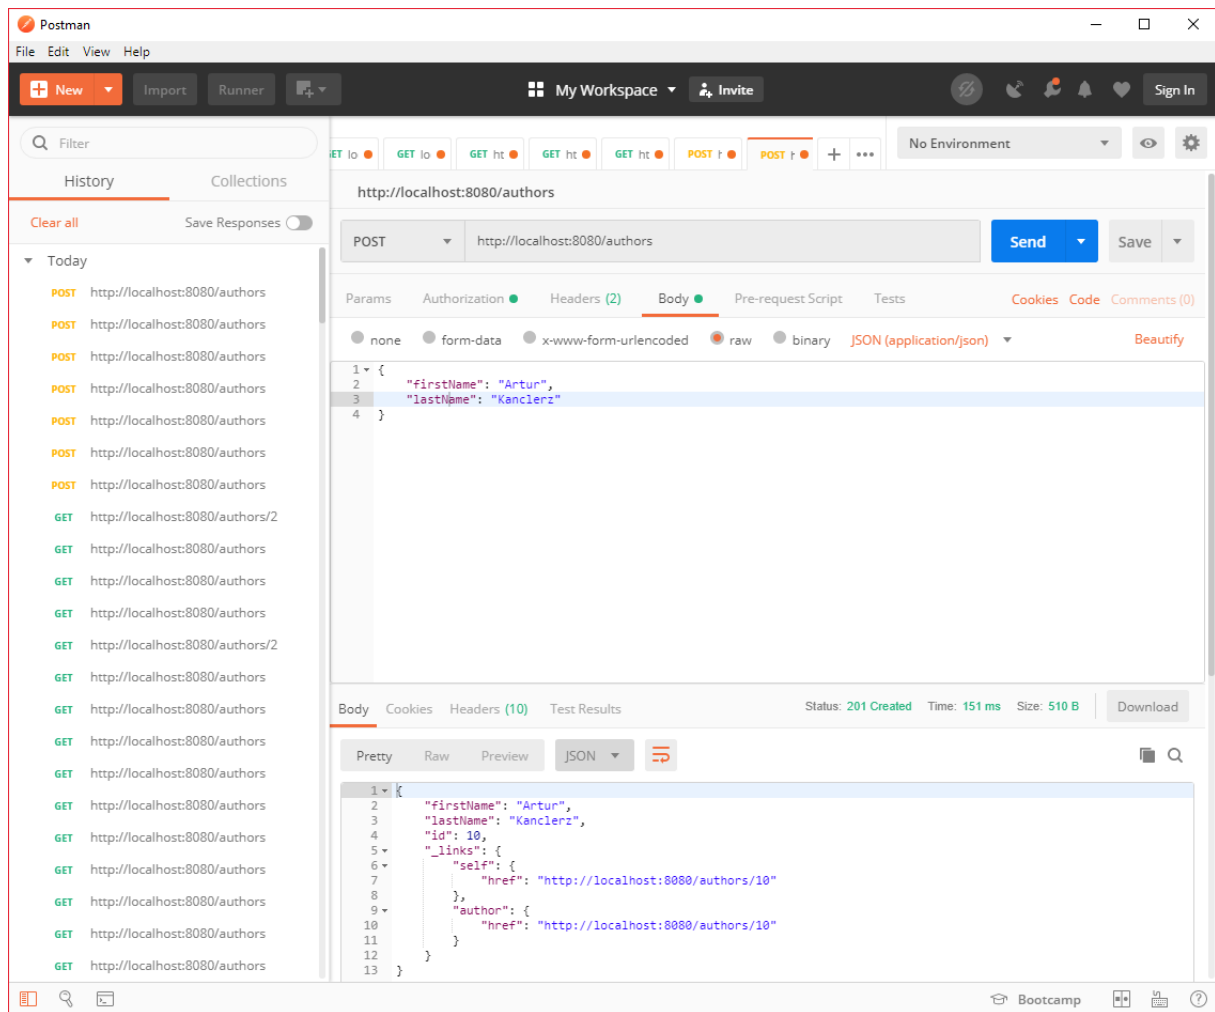 Postman
File Edit View Help
New Import Runner My Workspace Invite Sign In
Filter
History Collections
Clear all Save Responses
Today
POST http://localhost:8080/authors
POST http://localhost:8080/authors
POST http://localhost:8080/authors
POST http://localhost:8080/authors
POST http://localhost:8080/authors
POST http://localhost:8080/authors
POST http://localhost:8080/authors
GET http://localhost:8080/authors/2
GET http://localhost:8080/authors
GET http://localhost:8080/authors
GET http://localhost:8080/authors
GET http://localhost:8080/authors/2
GET http://localhost:8080/authors
GET http://localhost:8080/authors
GET http://localhost:8080/authors
GET http://localhost:8080/authors
GET http://localhost:8080/authors
GET http://localhost:8080/authors
GET http://localhost:8080/authors
GET http://localhost:8080/authors
GET http://localhost:8080/authors
GET http://localhost:8080/authors
ET lo GET lo GET ht GET ht GET ht POST POST No Environment
http://localhost:8080/authors
POST http://localhost:8080/authors Send Save
Params Authorization Headers (2) Body Pre-request Script Tests Cookies Code Comments (0)
none form-data x-www-form-urlencoded raw binary JSON (application/json) Beautify
1 {
2 "firstName": "Artur",
3 "lastName": "Kanclerz"
4 }
Body Cookies Headers (10) Test Results Status: 201 Created Time: 151 ms Size: 510 B Download
Pretty Raw Preview JSON
1 {
2 "firstName": "Artur",
3 "lastName": "Kanclerz",
4 "id": 10,
5 "_links": {
6 "self": {
7 "href": "http://localhost:8080/authors/10"
8 },
9 "author": {
10 "href": "http://localhost:8080/authors/10"
11 }
12 }
13 }
Bootcamp